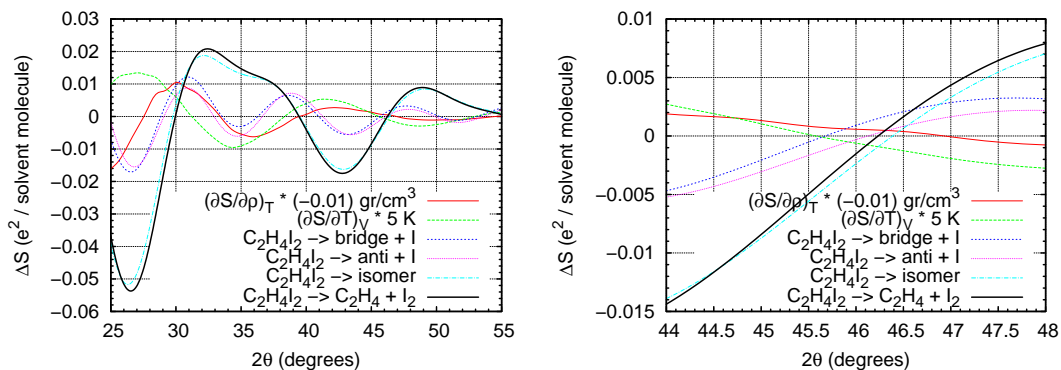 ΔS (e² / solvent molecule)
0.03
0.02
0.01
0
−0.01
−0.02
−0.03
−0.04
−0.05
−0.06
25 30 35 40 45 50 55
2θ (degrees)
(∂S/∂ρ)_T * (−0.01) gr/cm³
(∂S/∂T)_V * 5 K
C₂H₄I₂ −> bridge + I
C₂H₄I₂ −> anti + I
C₂H₄I₂ −> isomer
C₂H₄I₂ −> C₂H₄ + I₂
ΔS (e² / solvent molecule)
0.01
0.005
0
−0.005
−0.01
−0.015
44 44.5 45 45.5 46 46.5 47 47.5 48
2θ (degrees)
(∂S/∂ρ)_T * (−0.01) gr/cm³
(∂S/∂T)_V * 5 K
C₂H₄I₂ −> bridge + I
C₂H₄I₂ −> anti + I
C₂H₄I₂ −> isomer
C₂H₄I₂ −> C₂H₄ + I₂